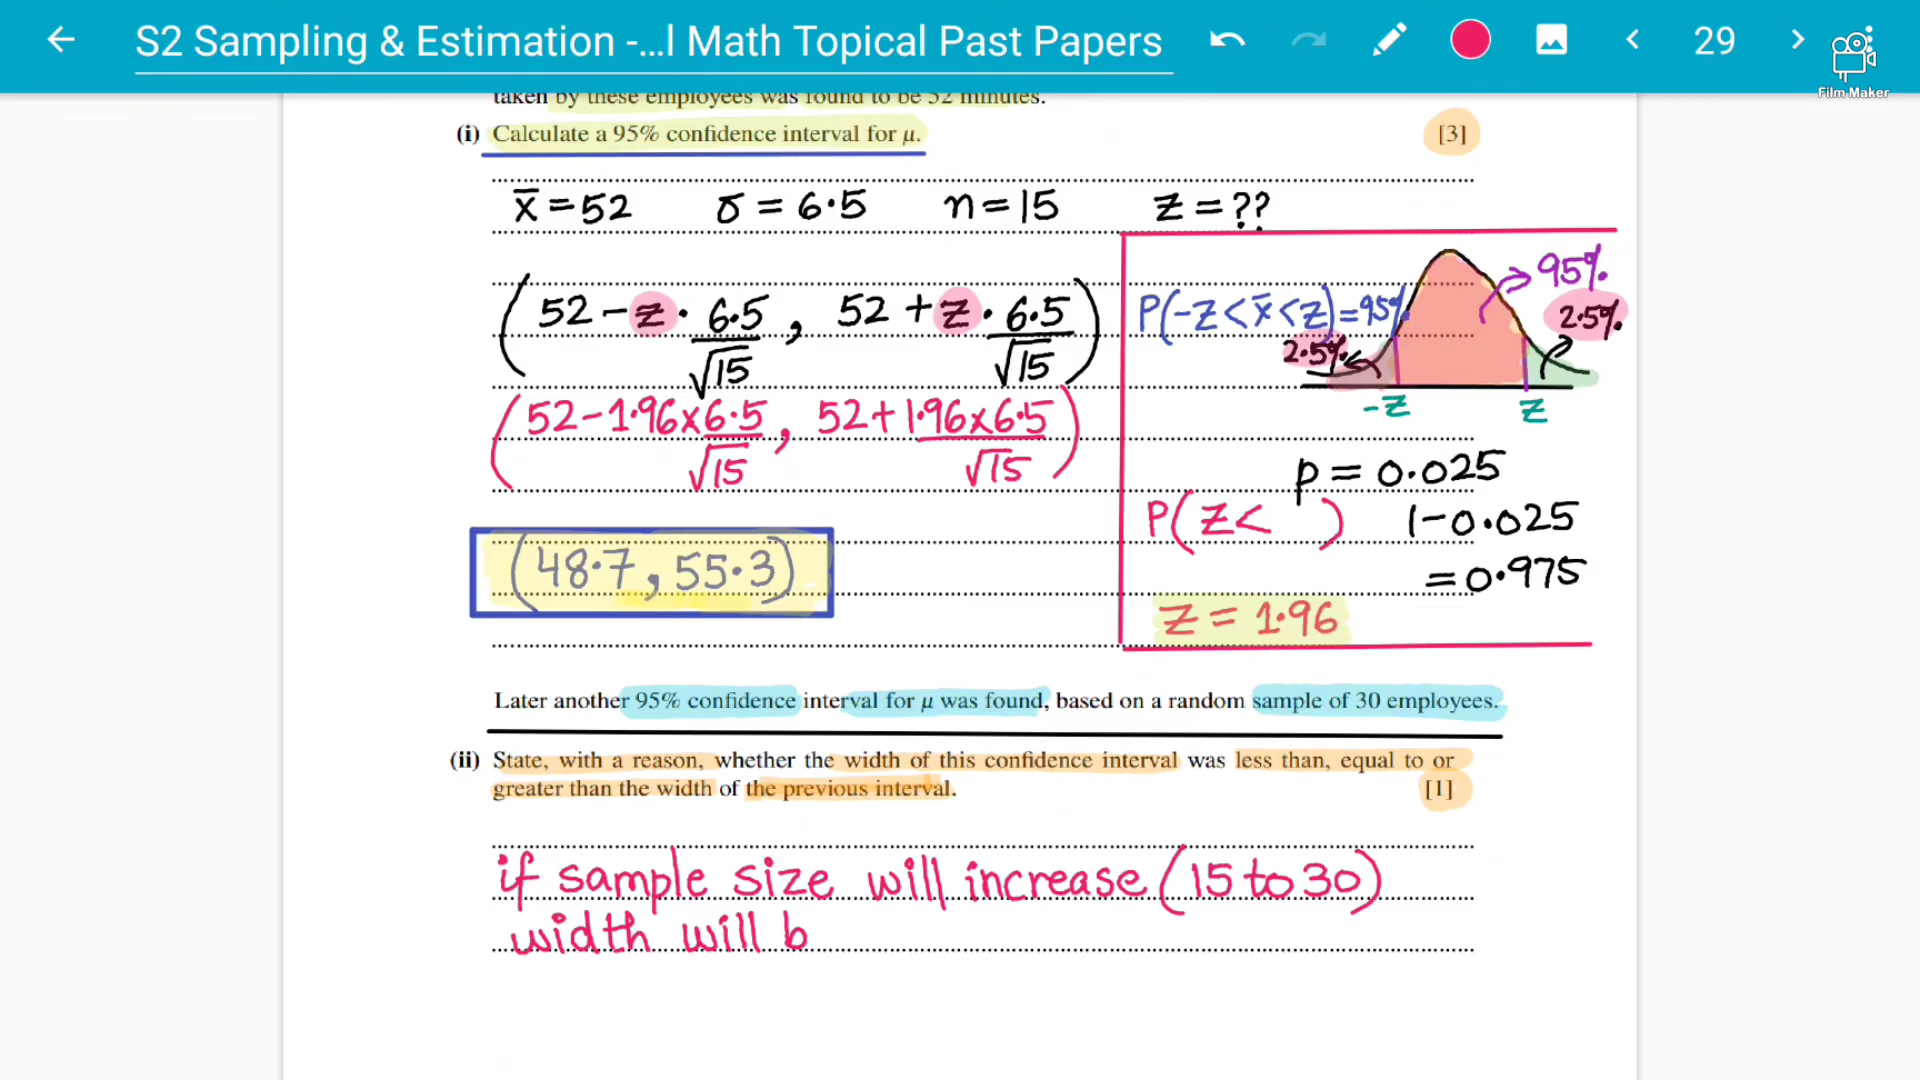 S2 Sampling & Estimation -...l Math Topical Past Papers 29
Film Maker
taken by these employees was found to be 52 minutes.
(i) Calculate a 95% confidence interval for μ. [3]
x̄ = 52 σ = 6.5 n = 15 z = ??
(52 - z · 6.5/√15 , 52 + z · 6.5/√15)
(52 - 1.96 × 6.5/√15 , 52 + 1.96 × 6.5/√15)
(48.7, 55.3)
P(-z < x̄ < z) = 95%
95%
2.5%
2.5%
-z z
p = 0.025
P(z < ) 1 - 0.025
= 0.975
z = 1.96
Later another 95% confidence interval for μ was found, based on a random sample of 30 employees.
(ii) State, with a reason, whether the width of this confidence interval was less than, equal to or
greater than the width of the previous interval. [1]
if sample size will increase (15 to 30)
width will b